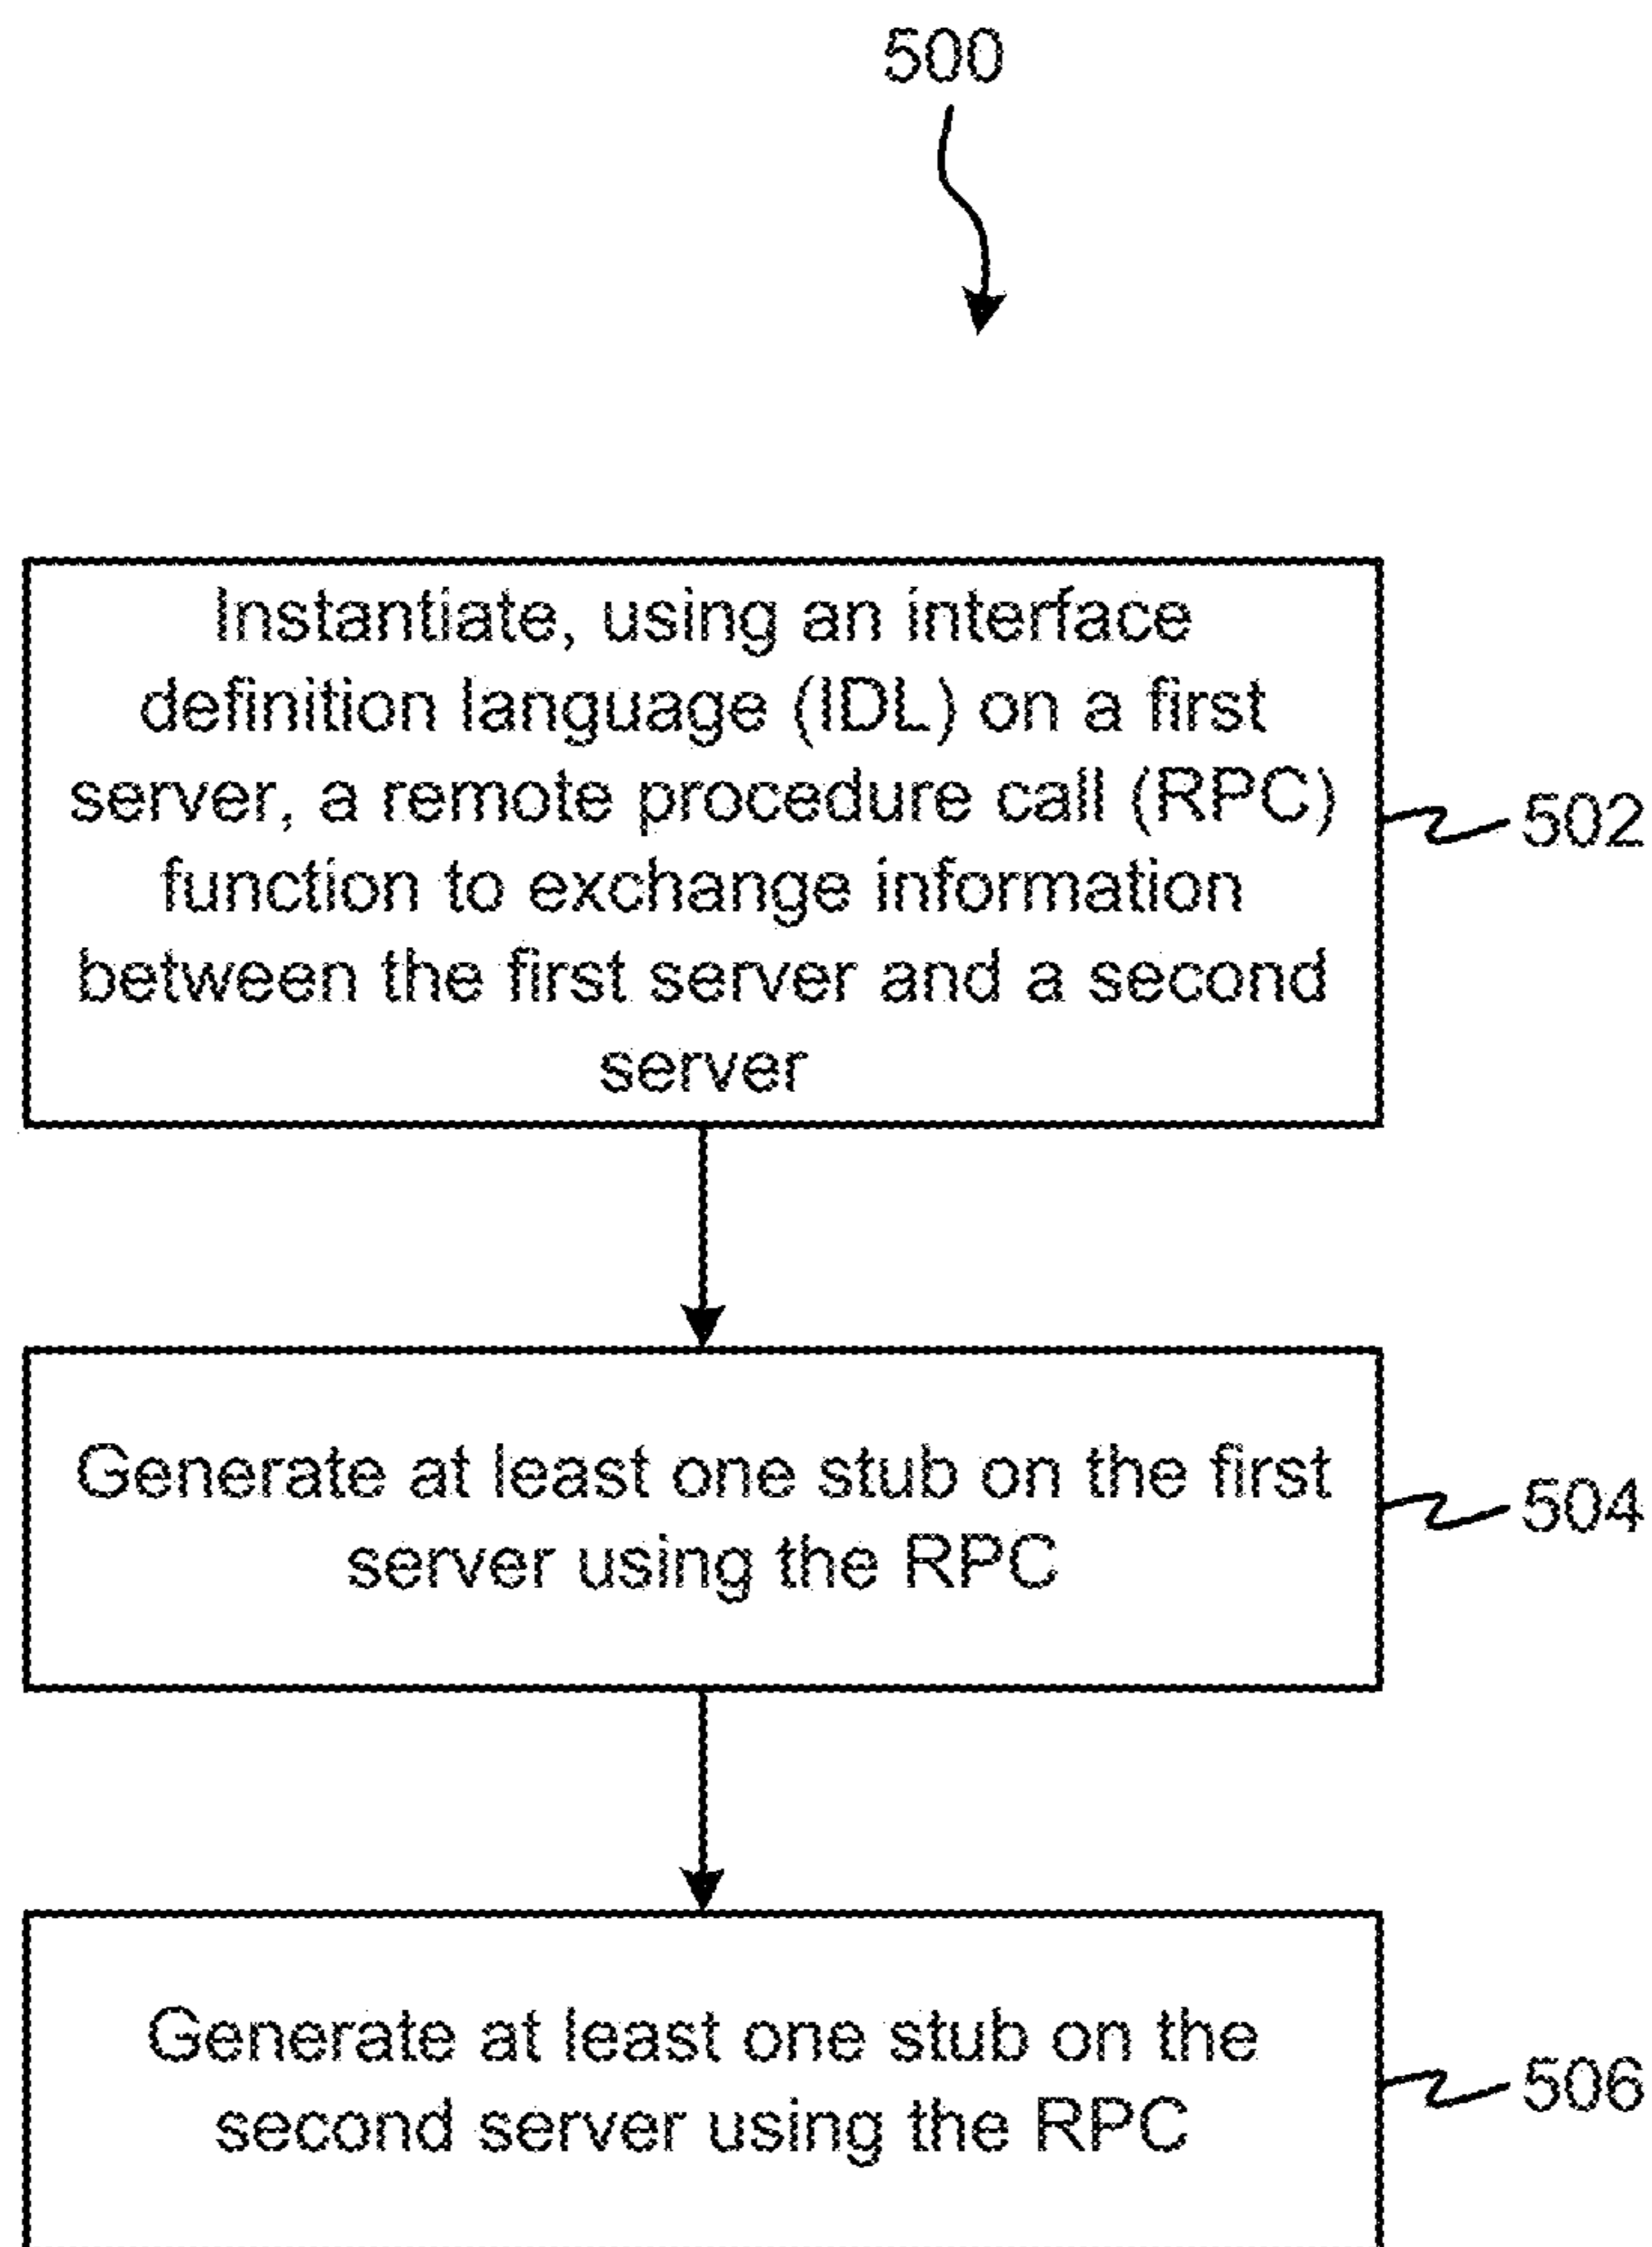 500
Instantiate, using an interface
definition language (IDL) on a first
server, a remote procedure call (RPC)
function to exchange information
between the first server and a second
server
502
Generate at least one stub on the first
server using the RPC
504
Generate at least one stub on the
second server using the RPC
506